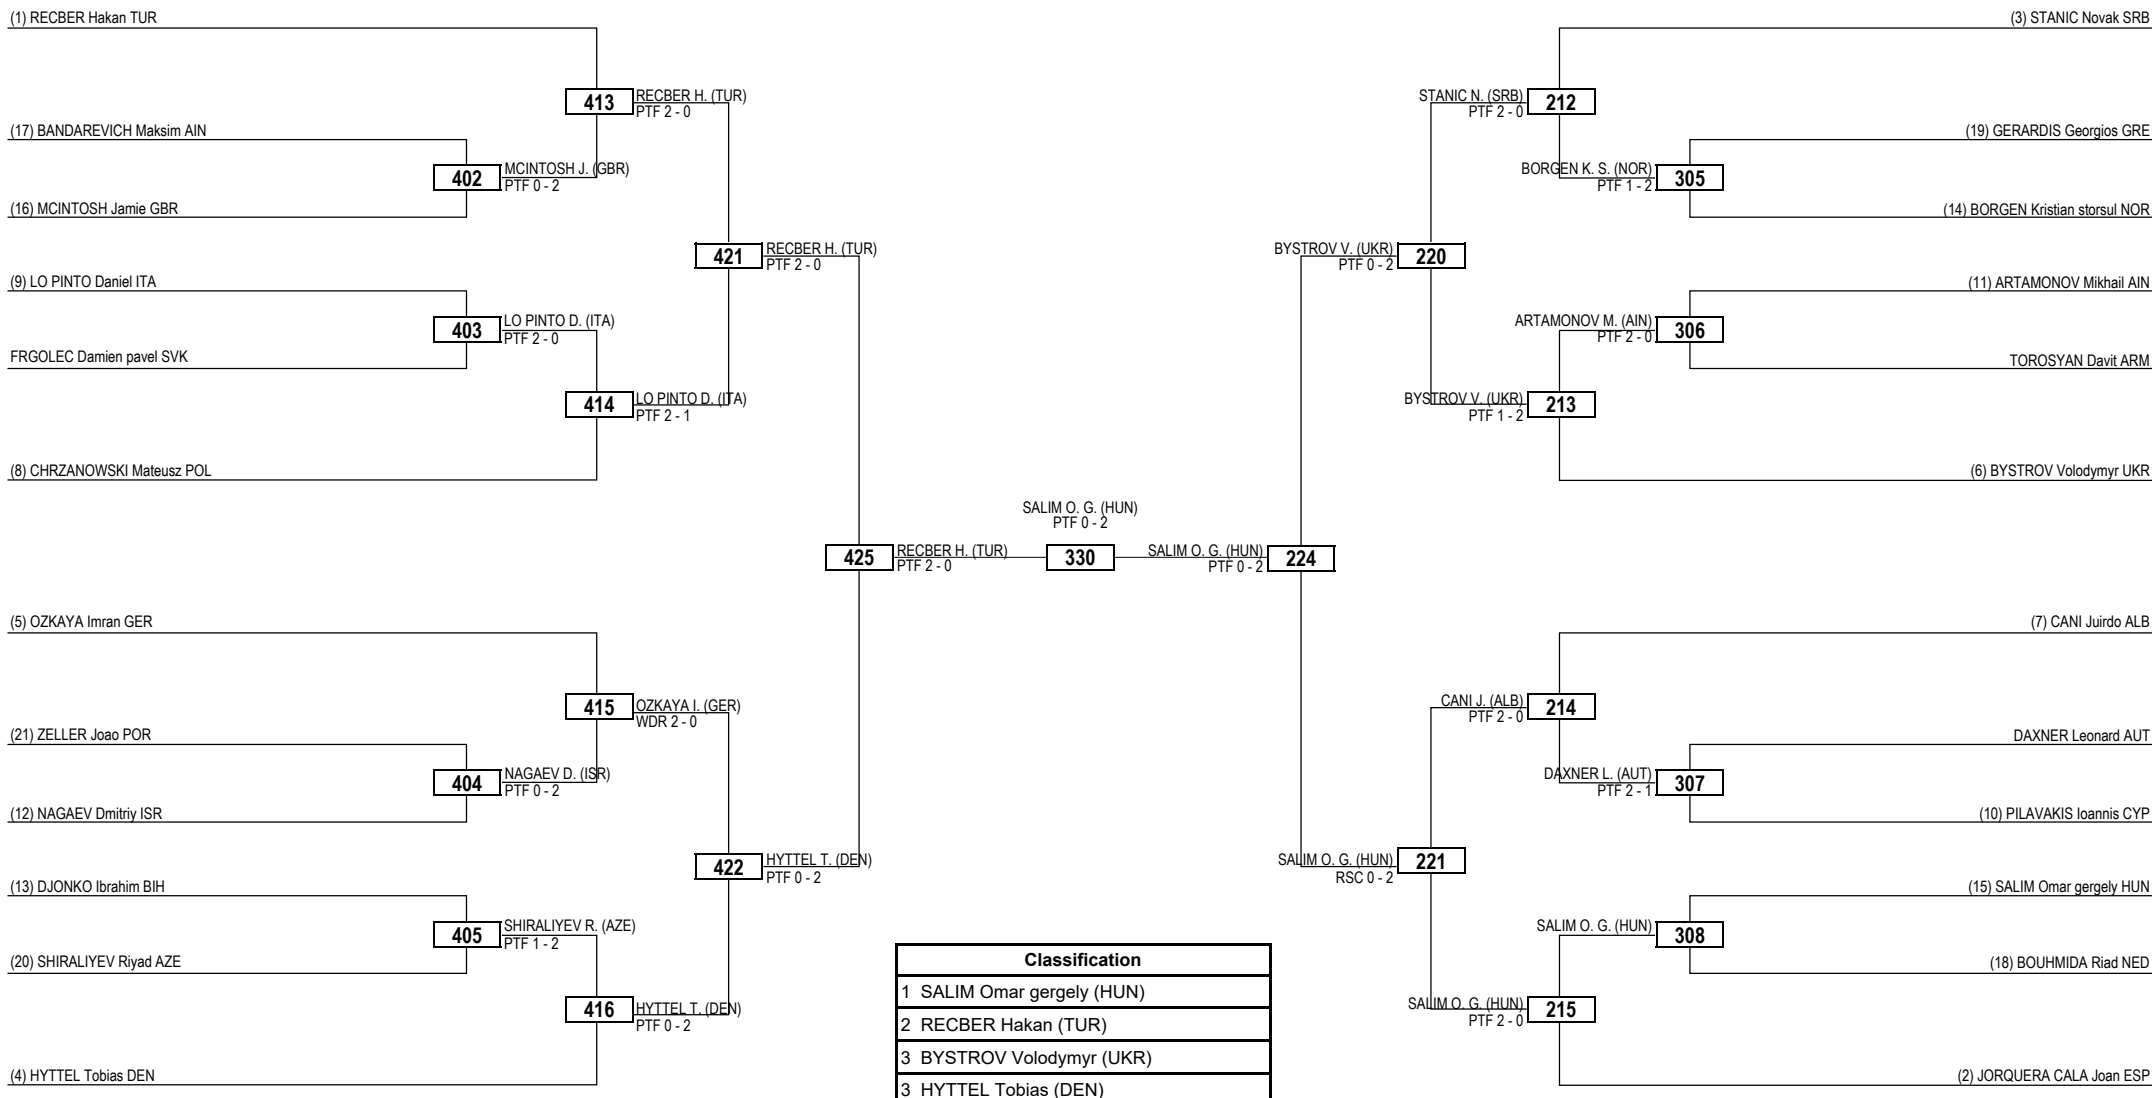 (1) RECBER Hakan TUR
(17) BANDAREVICH Maksim AIN
(16) MCINTOSH Jamie GBR
(9) LO PINTO Daniel ITA
FRGOLEC Damien pavel SVK
(8) CHRZANOWSKI Mateusz POL
(5) OZKAYA Imran GER
(21) ZELLER Joao POR
(12) NAGAEV Dmitriy ISR
(13) DJONKO Ibrahim BIH
(20) SHIRALIYEV Riyad AZE
(4) HYTTEL Tobias DEN
402
MCINTOSH J. (GBR)
PTF 0 - 2
403
LO PINTO D. (ITA)
PTF 2 - 0
404
NAGAEV D. (ISR)
PTF 0 - 2
405
SHIRALIYEV R. (AZE)
PTF 1 - 2
413
RECBER H. (TUR)
PTF 2 - 0
414
LO PINTO D. (ITA)
PTF 2 - 1
415
OZKAYA I. (GER)
WDR 2 - 0
416
HYTTEL T. (DEN)
PTF 0 - 2
421
RECBER H. (TUR)
PTF 2 - 0
422
HYTTEL T. (DEN)
PTF 0 - 2
425
RECBER H. (TUR)
PTF 2 - 0
SALIM O. G. (HUN)
PTF 0 - 2
330
SALIM O. G. (HUN)
PTF 0 - 2
224
BYSTROV V. (UKR)
PTF 0 - 2
220
SALIM O. G. (HUN)
RSC 0 - 2
221
STANIC N. (SRB)
PTF 2 - 0
212
BYSTROV V. (UKR)
PTF 1 - 2
213
CANI J. (ALB)
PTF 2 - 0
214
SALIM O. G. (HUN)
PTF 2 - 0
215
BORGEN K. S. (NOR)
PTF 1 - 2
305
ARTAMONOV M. (AIN)
PTF 2 - 0
306
DAXNER L. (AUT)
PTF 2 - 1
307
SALIM O. G. (HUN)
308
(3) STANIC Novak SRB
(19) GERARDIS Georgios GRE
(14) BORGEN Kristian storsul NOR
(11) ARTAMONOV Mikhail AIN
TOROSYAN Davit ARM
(6) BYSTROV Volodymyr UKR
(7) CANI Juirdo ALB
DAXNER Leonard AUT
(10) PILAVAKIS Ioannis CYP
(15) SALIM Omar gergely HUN
(18) BOUHMIDA Riad NED
(2) JORQUERA CALA Joan ESP
Classification
1 SALIM Omar gergely (HUN)
2 RECBER Hakan (TUR)
3 BYSTROV Volodymyr (UKR)
3 HYTTEL Tobias (DEN)